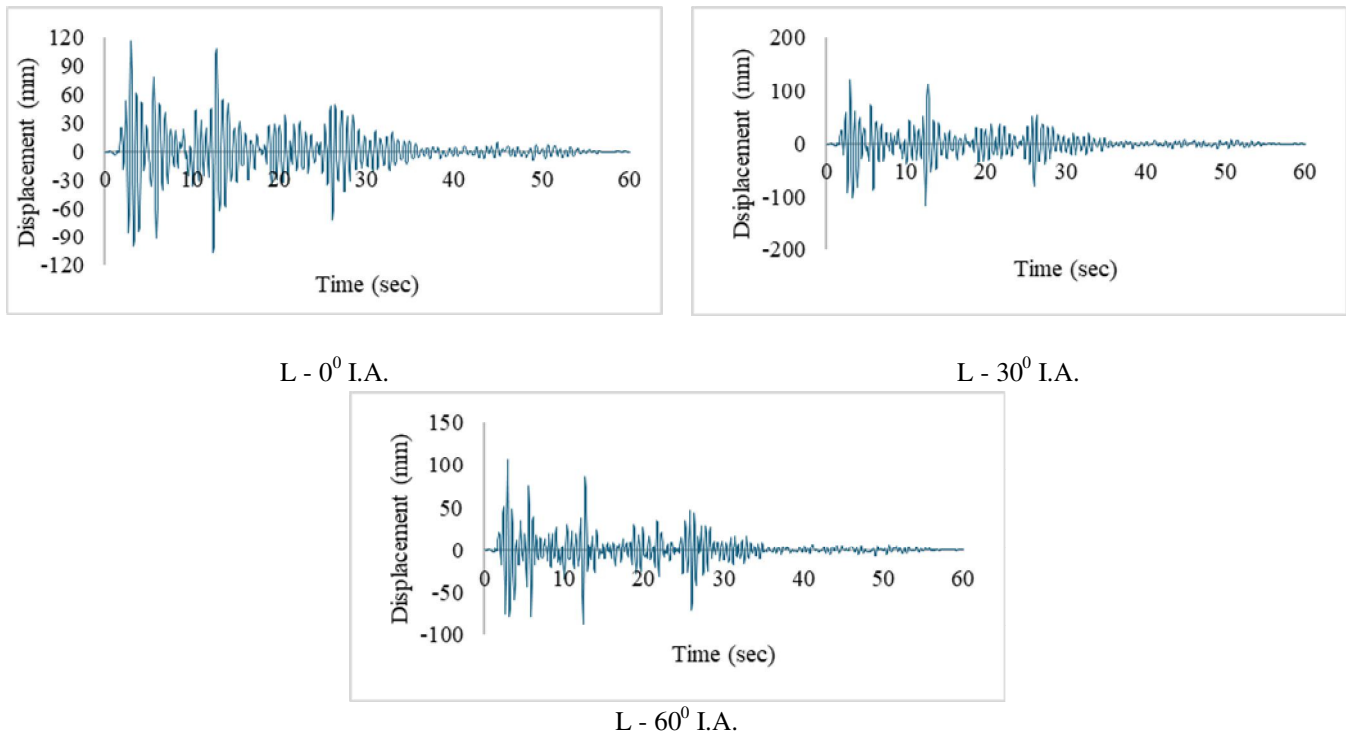 120
90
60
30
0
-30
-60
-90
-120
0 10 20 30 40 50 60
Displacement (mm)
Time (sec)
200
100
0
-100
-200
0 10 20 30 40 50 60
Dsiplacement (mm)
Time (sec)
L - 0⁰ I.A.
L - 30⁰ I.A.
150
100
50
0
-50
-100
0 10 20 30 40 50 60
Displacement (mm)
Time (sec)
L - 60⁰ I.A.